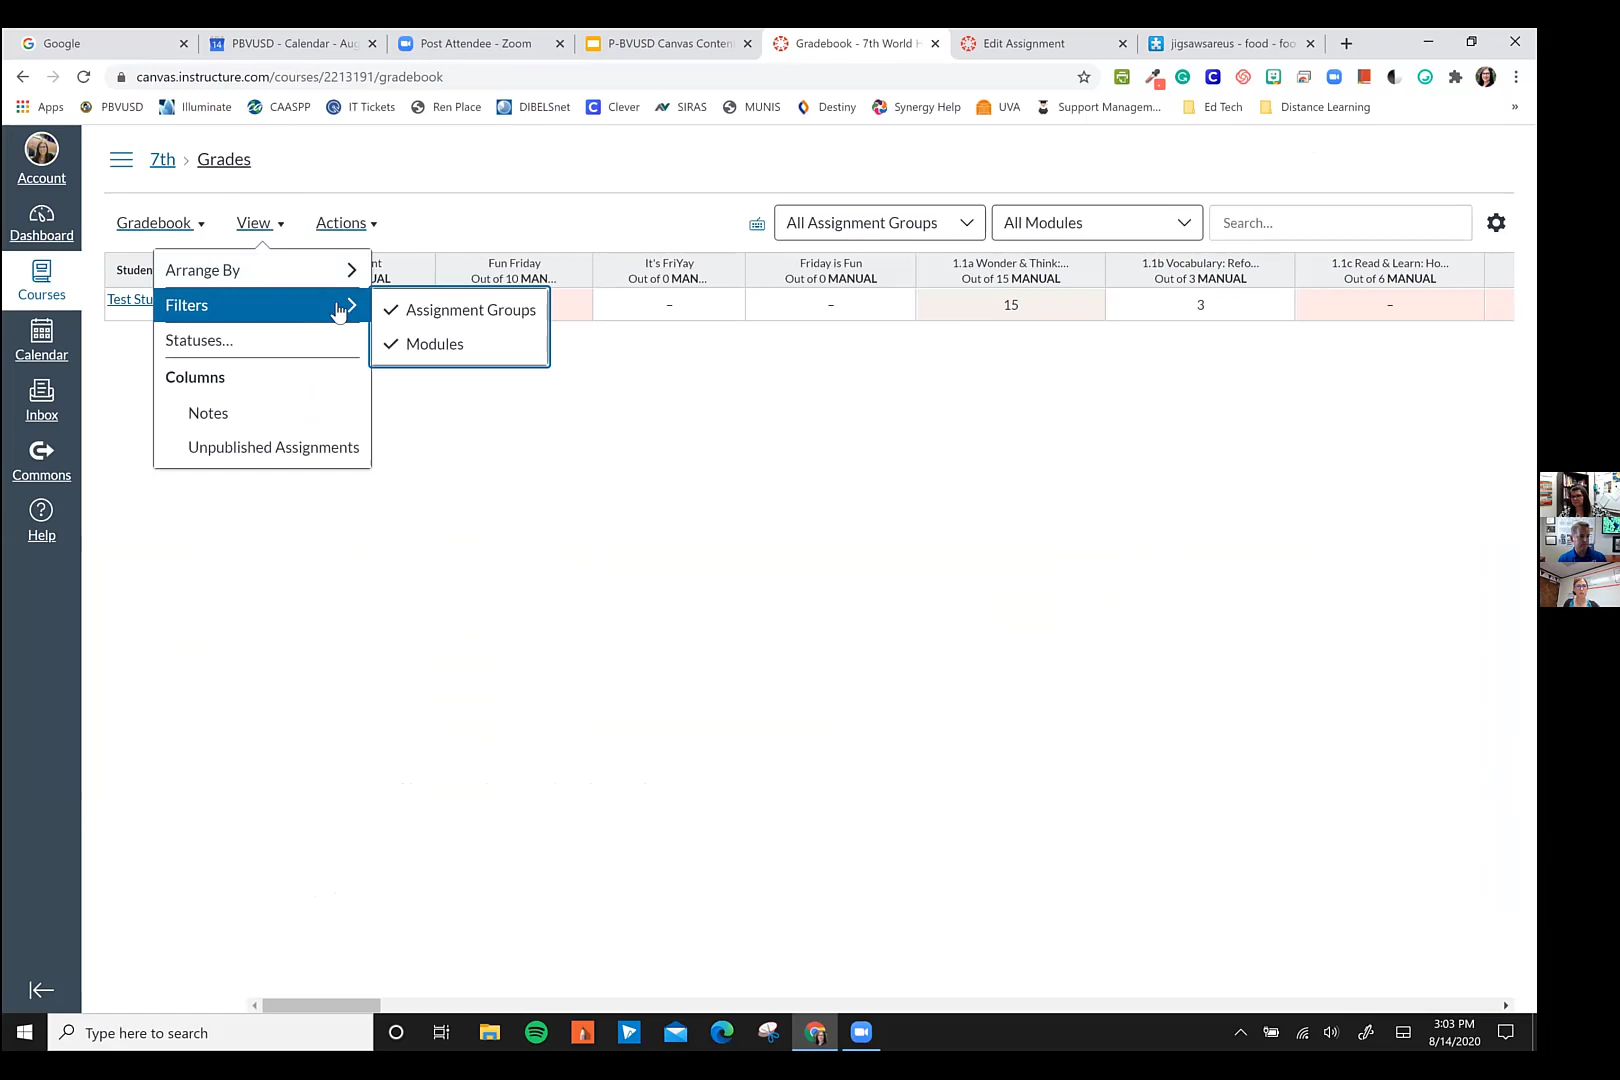 Google
PBVUSD - Calendar - Aug
Post Attendee - Zoom
P-BVUSD Canvas Conten
Gradebook - 7th World H
Edit Assignment
jigsawsareus - food - foo
canvas.instructure.com/courses/2213191/gradebook
Apps
PBVUSD
Illuminate
CAASPP
IT Tickets
Ren Place
DIBELSnet
Clever
SIRAS
MUNIS
Destiny
Synergy Help
UVA
Support Managem...
Ed Tech
Distance Learning
»
Account
Dashboard
Courses
Calendar
Inbox
Commons
Help
7th › Grades
Gradebook
View
Actions
All Assignment Groups
All Modules
Search...
Studen
nt
UAL
Fun Friday
Out of 10 MAN...
It's FriYay
Out of 0 MAN...
Friday is Fun
Out of 0 MANUAL
1.1a Wonder & Think:...
Out of 15 MANUAL
1.1b Vocabulary: Refo...
Out of 3 MANUAL
1.1c Read & Learn: Ho...
Out of 6 MANUAL
Test Stu
–
–
15
3
–
Arrange By
Filters
Statuses...
Columns
Notes
Unpublished Assignments
Assignment Groups
Modules
Type here to search
3:03 PM
8/14/2020